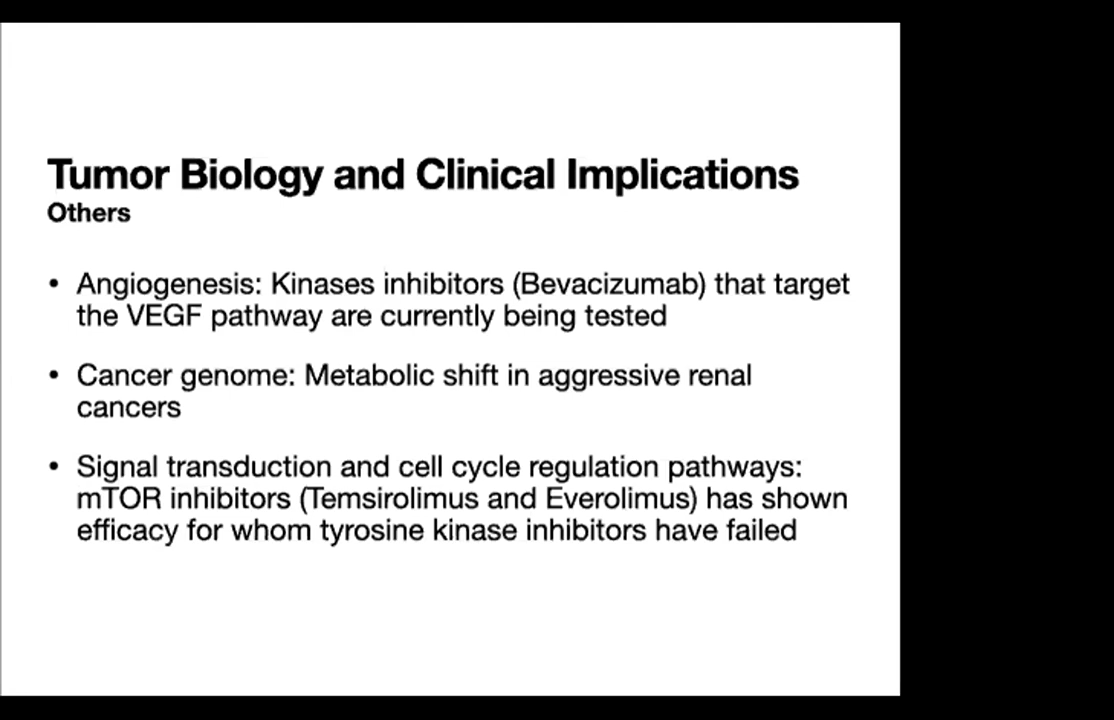 Tumor Biology and Clinical Implications
Others
• Angiogenesis: Kinases inhibitors (Bevacizumab) that target
the VEGF pathway are currently being tested
• Cancer genome: Metabolic shift in aggressive renal
cancers
• Signal transduction and cell cycle regulation pathways:
mTOR inhibitors (Temsirolimus and Everolimus) has shown
efficacy for whom tyrosine kinase inhibitors have failed